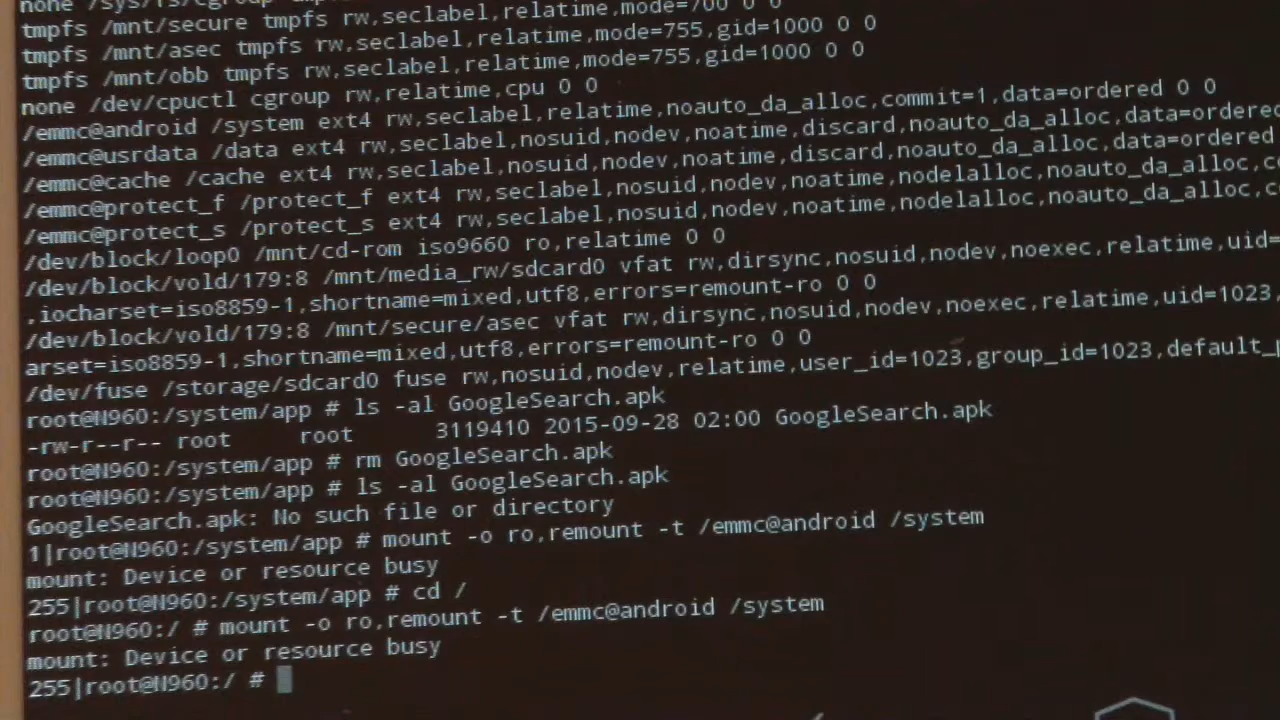 none /sys/fs/cgroup
tmpfs /mnt/secure tmpfs rw,seclabel,relatime,mode=700 0 0
tmpfs /mnt/asec tmpfs rw,seclabel,relatime,mode=755,gid=1000 0 0
tmpfs /mnt/obb tmpfs rw,seclabel,relatime,mode=755,gid=1000 0 0
none /dev/cpuctl cgroup rw,relatime,cpu 0 0
/emmc@android /system ext4 rw,seclabel,relatime,noauto_da_alloc,commit=1,data=ordered 0 0
/emmc@usrdata /data ext4 rw,seclabel,nosuid,nodev,noatime,discard,noauto_da_alloc,data=ordered
/emmc@cache /cache ext4 rw,seclabel,nosuid,nodev,noatime,discard,noauto_da_alloc,data=ordered
/emmc@protect_f /protect_f ext4 rw,seclabel,nosuid,nodev,noatime,nodelalloc,noauto_da_alloc,c
/emmc@protect_s /protect_s ext4 rw,seclabel,nosuid,nodev,noatime,nodelalloc,noauto_da_alloc,c
/dev/block/loop0 /mnt/cd-rom iso9660 ro,relatime 0 0
/dev/block/vold/179:8 /mnt/media_rw/sdcard0 vfat rw,dirsync,nosuid,nodev,noexec,relatime,uid=
,iocharset=iso8859-1,shortname=mixed,utf8,errors=remount-ro 0 0
/dev/block/vold/179:8 /mnt/secure/asec vfat rw,dirsync,nosuid,nodev,noexec,relatime,uid=1023,
arset=iso8859-1,shortname=mixed,utf8,errors=remount-ro 0 0
/dev/fuse /storage/sdcard0 fuse rw,nosuid,nodev,relatime,user_id=1023,group_id=1023,default_p
root@N960:/system/app # ls -al GoogleSearch.apk
-rw-r--r-- root root 3119410 2015-09-28 02:00 GoogleSearch.apk
root@N960:/system/app # rm GoogleSearch.apk
root@N960:/system/app # ls -al GoogleSearch.apk
GoogleSearch.apk: No such file or directory
1|root@N960:/system/app # mount -o ro,remount -t /emmc@android /system
mount: Device or resource busy
255|root@N960:/system/app # cd /
root@N960:/ # mount -o ro,remount -t /emmc@android /system
mount: Device or resource busy
255|root@N960:/ #